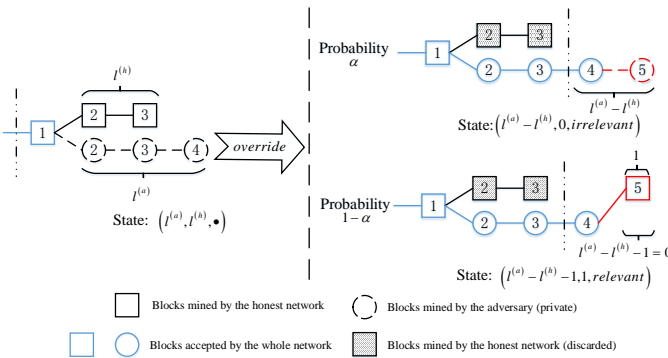 l^(h)
1
2
3
2
3
4
l^(a)
State: (l^(a), l^(h), •)
override
Probability
α
1
2
3
2
3
4
5
l^(a) − l^(h)
State: (l^(a) − l^(h), 0, irrelevant)
Probability
1−α
1
2
3
2
3
4
5
1
l^(a) − l^(h) − 1 = 0
State: (l^(a) − l^(h) − 1, 1, relevant)
Blocks mined by the honest network
Blocks mined by the adversary (private)
Blocks accepted by the whole network
Blocks mined by the honest network (discarded)